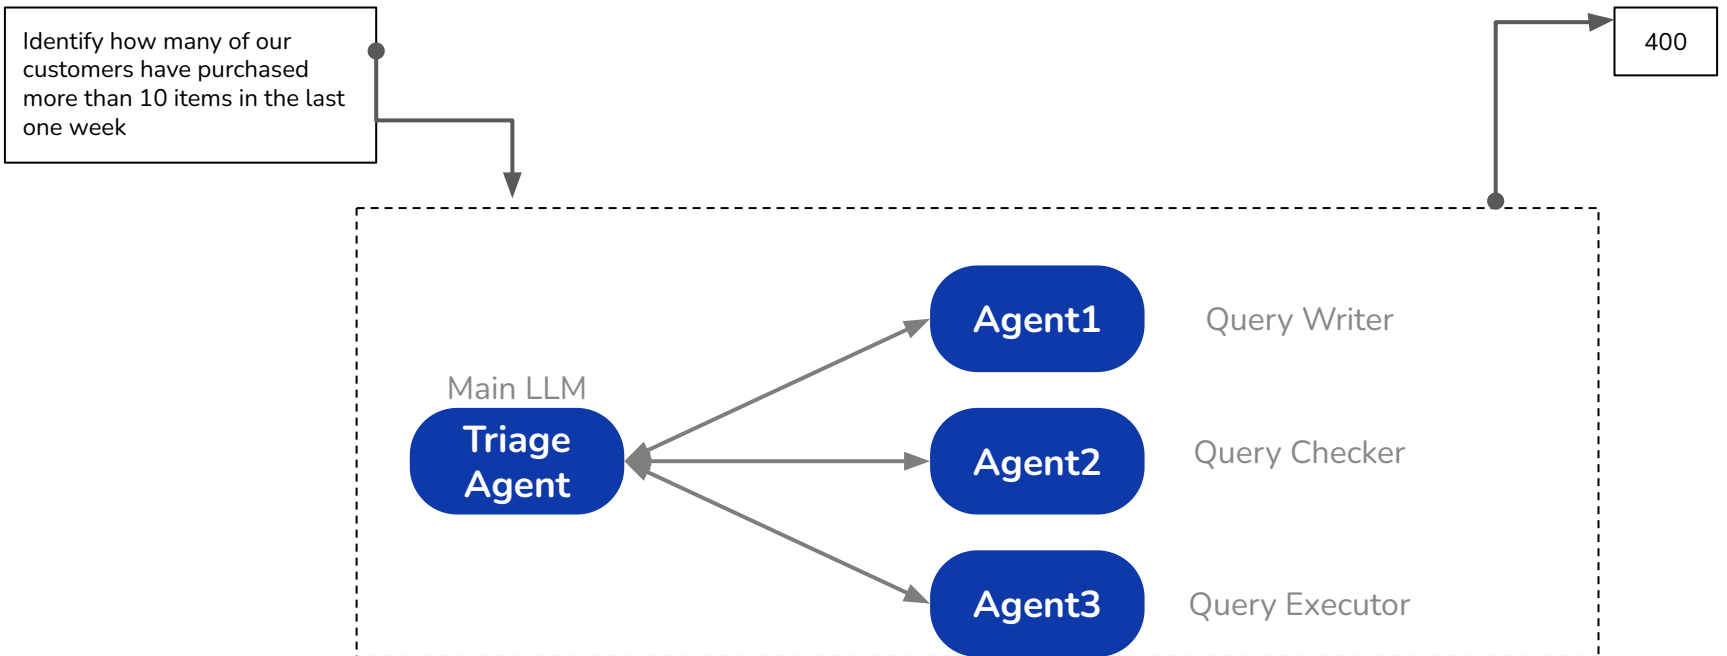 Identify how many of our
customers have purchased
more than 10 items in the last
one week
400
Agent1
Query Writer
Main LLM
Triage
Agent
Agent2
Query Checker
Agent3
Query Executor